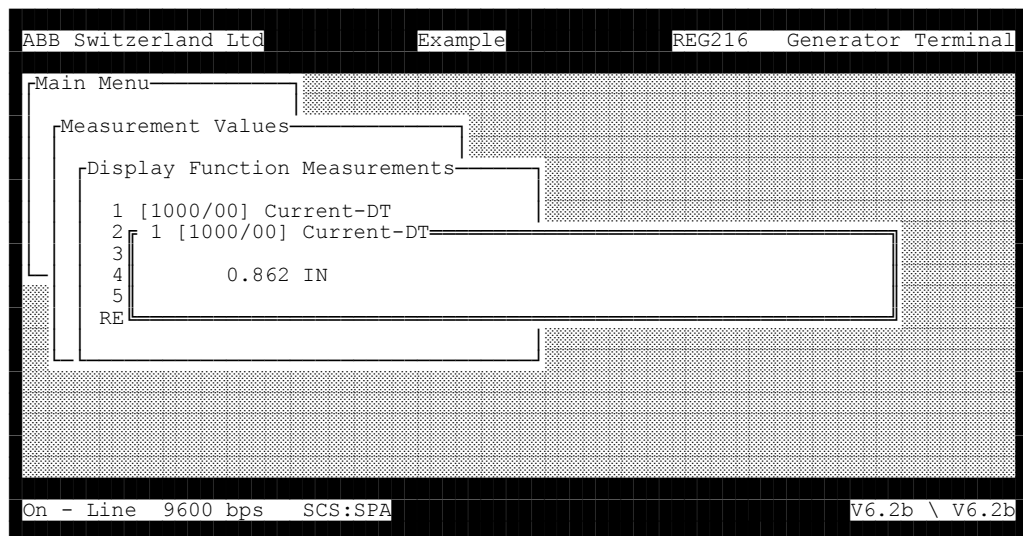 ABB Switzerland Ltd Example REG216 Generator Terminal
Main Menu
Measurement Values
Display Function Measurements
1 [1000/00] Current-DT
2 1 [1000/00] Current-DT
3
4 0.862 IN
5
RE
On - Line 9600 bps SCS:SPA V6.2b \ V6.2b